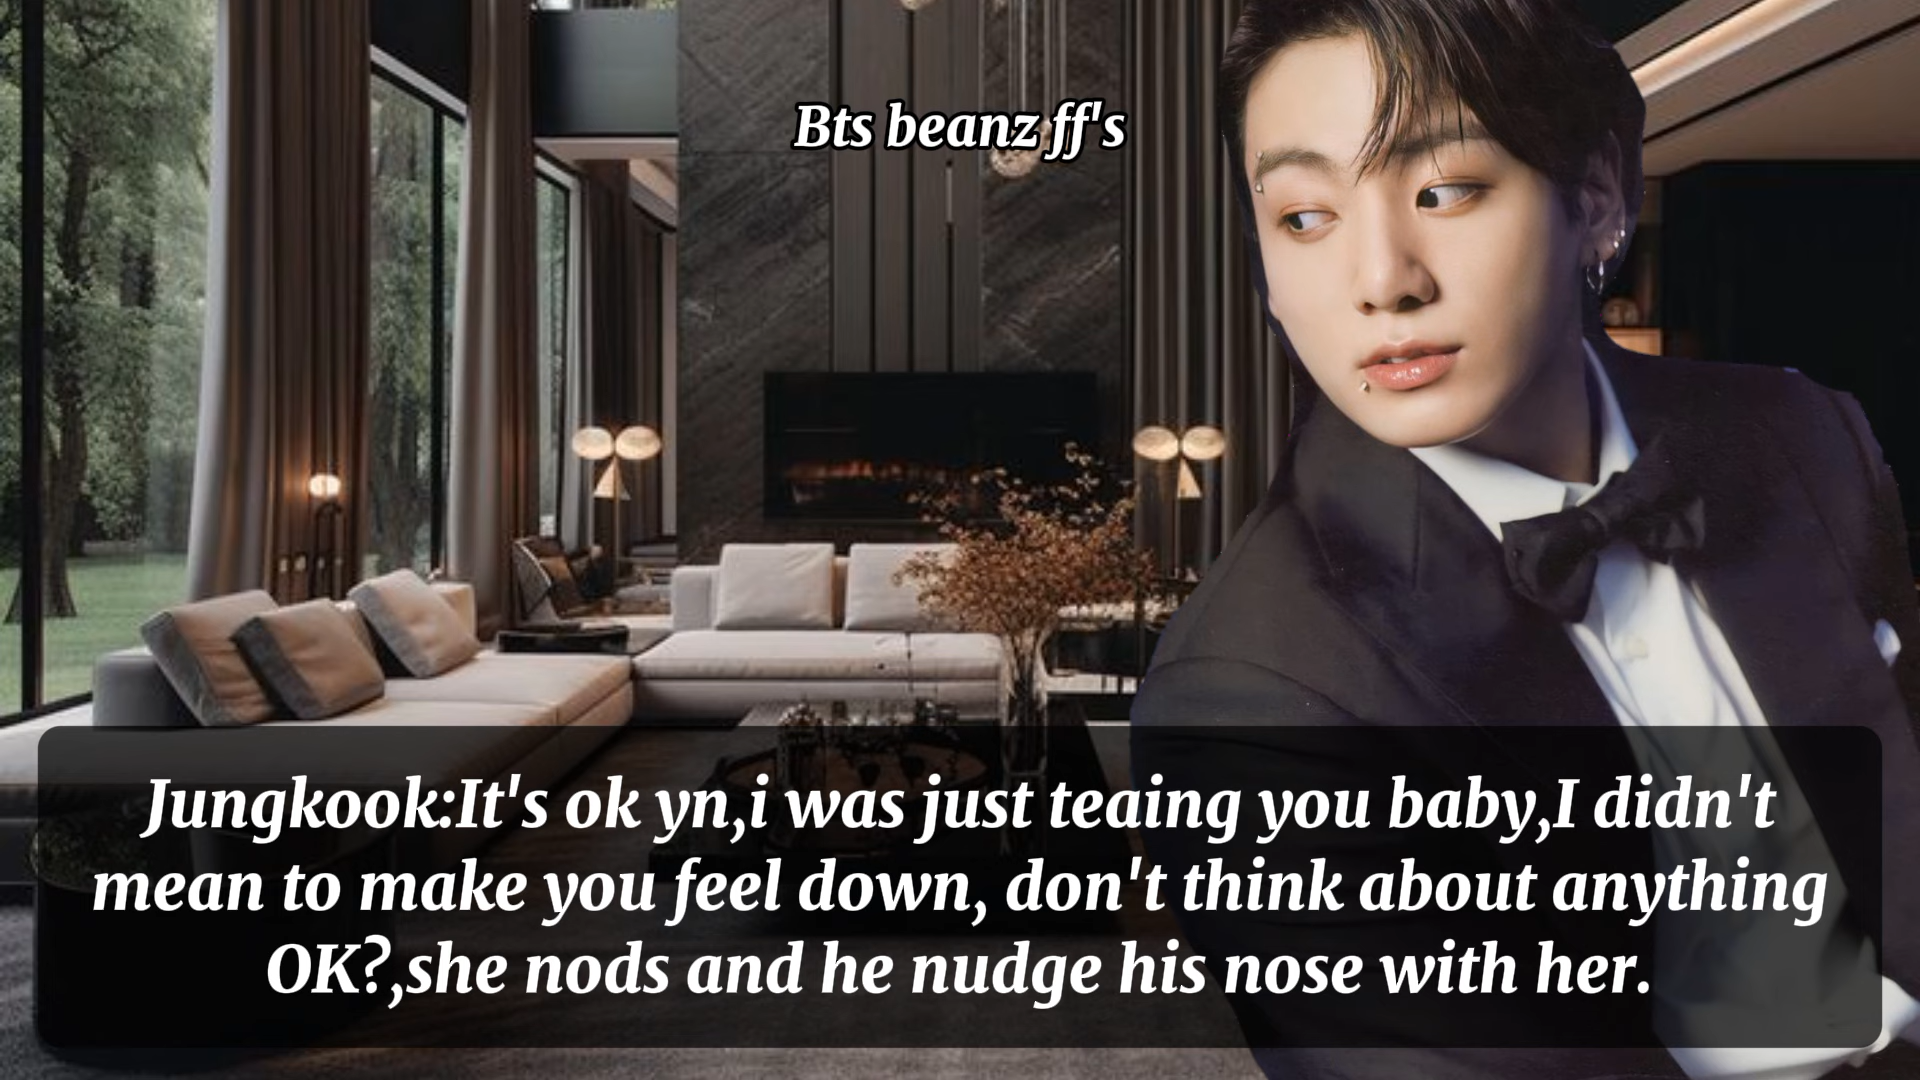 Bts beanz ff's
Jungkook:It's ok yn,i was just teaing you baby,I didn't
mean to make you feel down, don't think about anything
OK?,she nods and he nudge his nose with her.